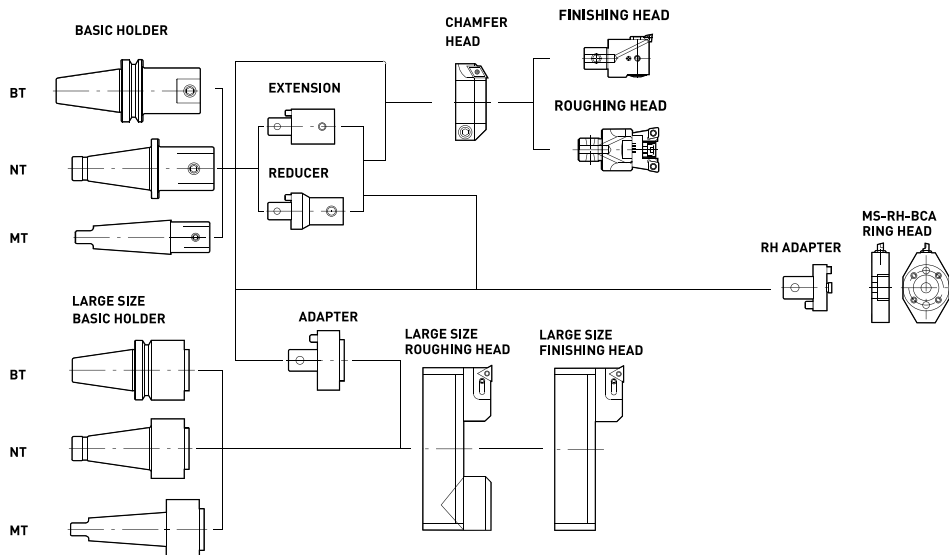 BASIC HOLDER
BT
NT
MT
EXTENSION
REDUCER
CHAMFER
HEAD
FINISHING HEAD
ROUGHING HEAD
RH ADAPTER
MS-RH-BCA
RING HEAD
LARGE SIZE
BASIC HOLDER
BT
NT
MT
ADAPTER
LARGE SIZE
ROUGHING HEAD
LARGE SIZE
FINISHING HEAD